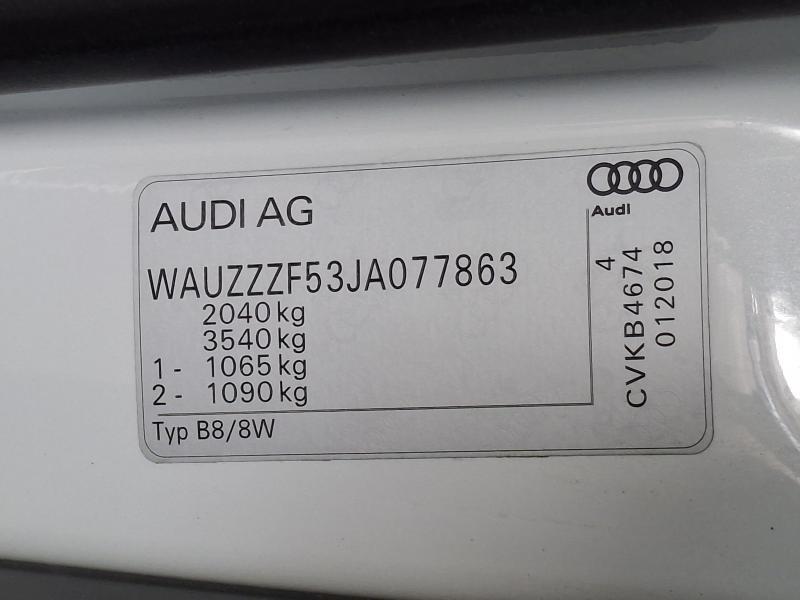 AUDI AG
Audi
WAUZZZF53JA077863
2040 kg
3540 kg
1 - 1065 kg
2 - 1090 kg
Typ B8/8W
4
CVKB4674
012018